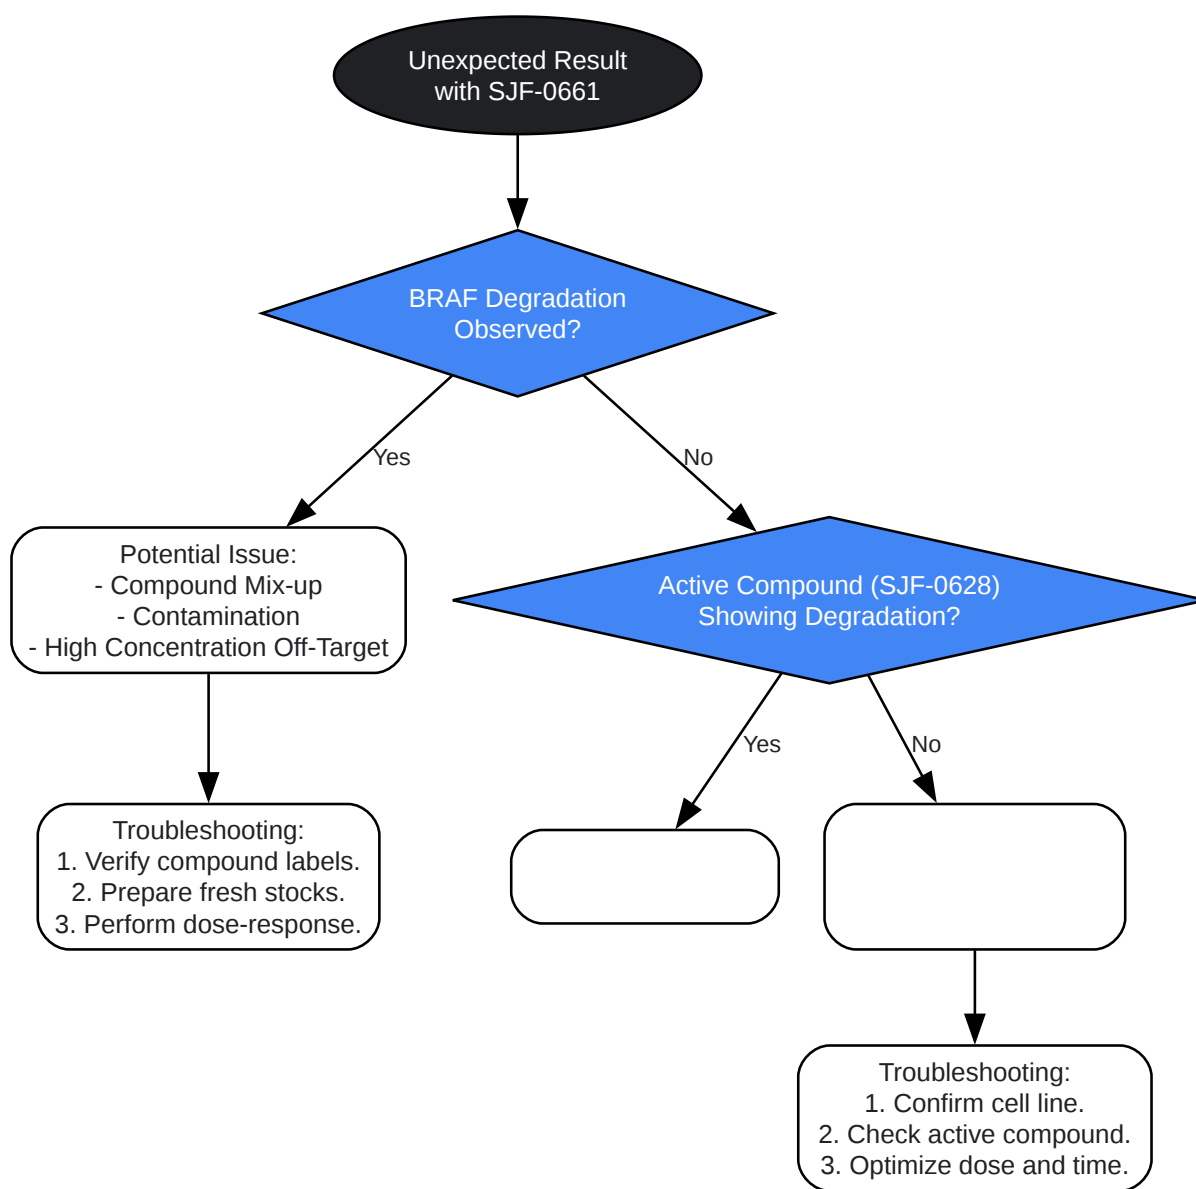 Unexpected Result
with SJF-0661
BRAF Degradation
Observed?
Yes
No
Potential Issue:
- Compound Mix-up
- Contamination
- High Concentration Off-Target
Active Compound (SJF-0628)
Showing Degradation?
Yes
No
Troubleshooting:
1. Verify compound labels.
2. Prepare fresh stocks.
3. Perform dose-response.
Troubleshooting:
1. Confirm cell line.
2. Check active compound.
3. Optimize dose and time.